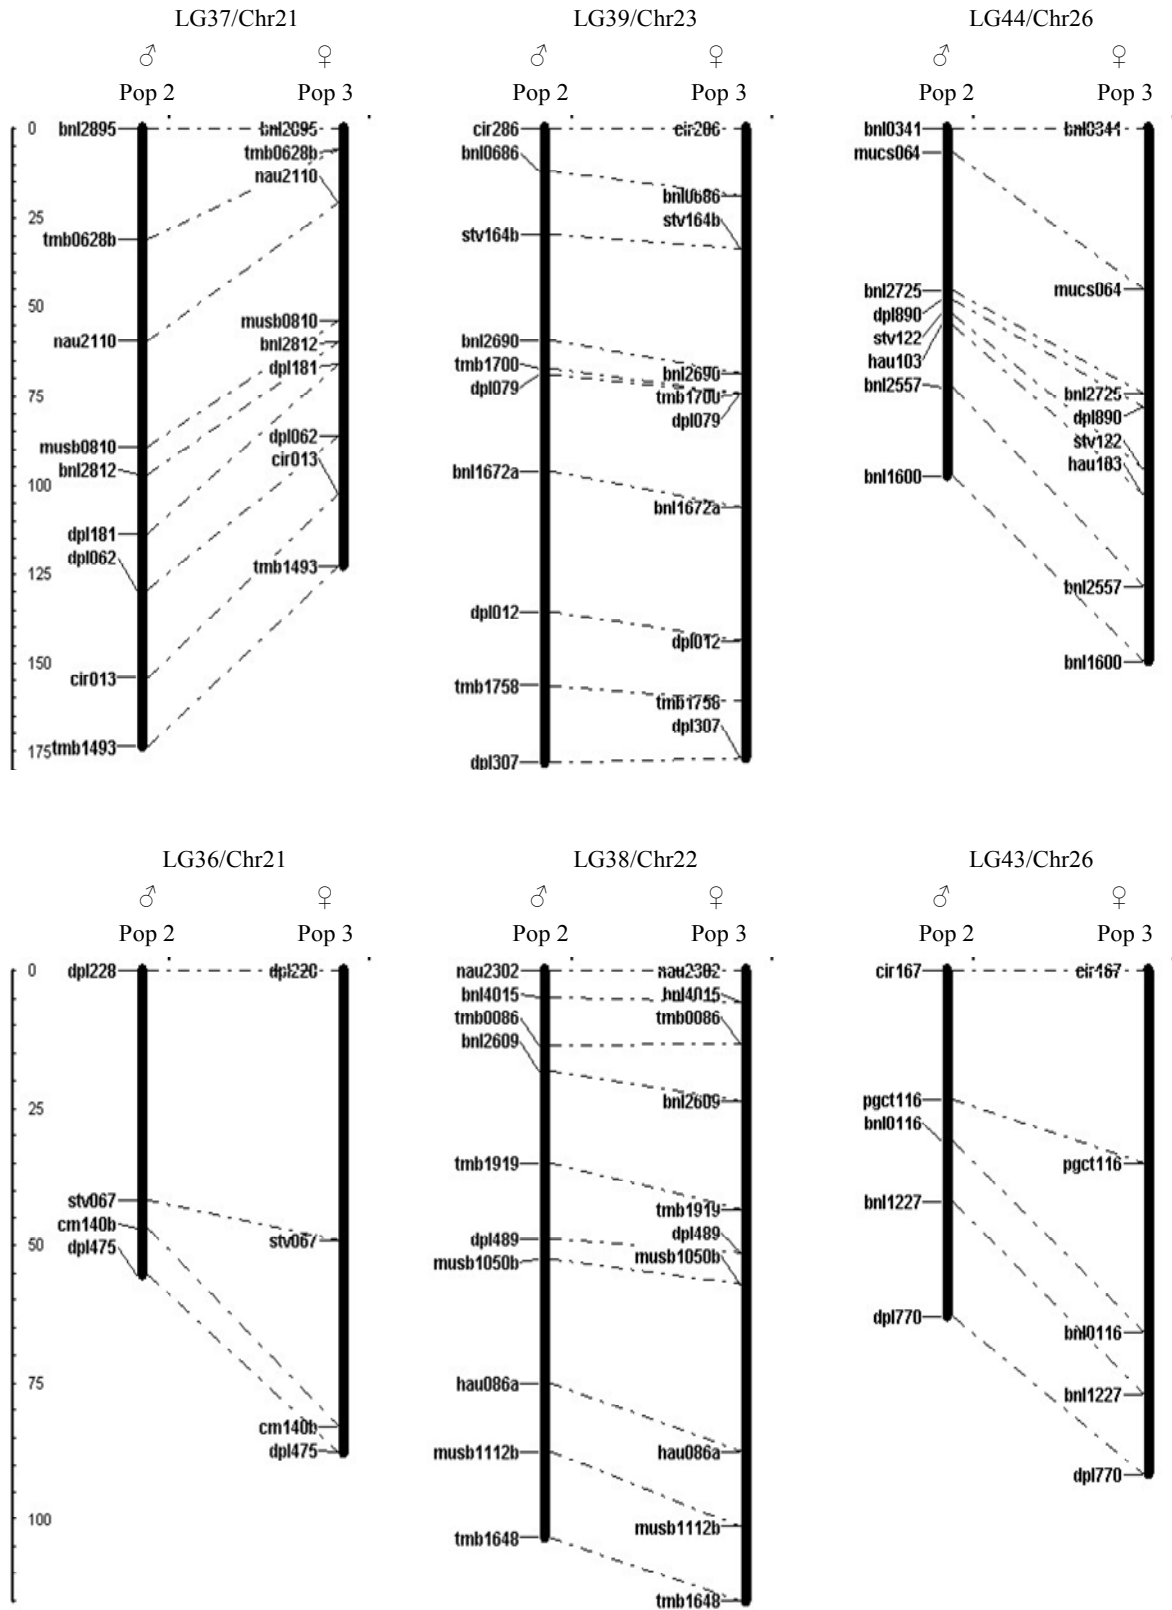 LG37/Chr21 LG39/Chr23 LG44/Chr26
♂ ♀ ♂ ♀ ♂ ♀
Pop 2 Pop 3 Pop 2 Pop 3 Pop 2 Pop 3
0 bnl2895 bnl2895 cir286 cir286 bnl0341 bnl0341
tmb0628b bnl0686 mucs064
nau2110
bnl0686
25 stv164b
tmb0628b stv164b
mucs064
bnl2725
50 dpl890
musb0810 stv122
nau2110 bnl2812 bnl2690 hau103
dpl181 tmb1700 bnl2690
75 dpl079 tmb1700 bnl2557 bnl2725
dpl079 dpl890
musb0810 dpl062 stv122
bnl2812 cir013 bnl1672a hau103
100 bnl1672a bnl1600
dpl181
dpl062
125 tmb1493 bnl2557
dpl012
dpl012
150 bnl1600
cir013 tmb1758 tmb1758
dpl307
175 tmb1493 dpl307
LG36/Chr21 LG38/Chr22 LG43/Chr26
♂ ♀ ♂ ♀ ♂ ♀
Pop 2 Pop 3 Pop 2 Pop 3 Pop 2 Pop 3
0 dpl228 dpl228 nau2302 nau2302 cir167 cir167
bnl4015 bnl4015
tmb0086 tmb0086
bnl2609
25 bnl2609 pgct116
bnl0116
tmb1919 pgct116
stv067 tmb1919 bnl1227
cm140b dpl489
50 dpl475 stv067 dpl489 musb1050b
musb1050b
dpl770 bnl0116
75 hau086a bnl1227
cm140b
dpl475 musb1112b hau086a dpl770
100 musb1112b
tmb1648
tmb1648